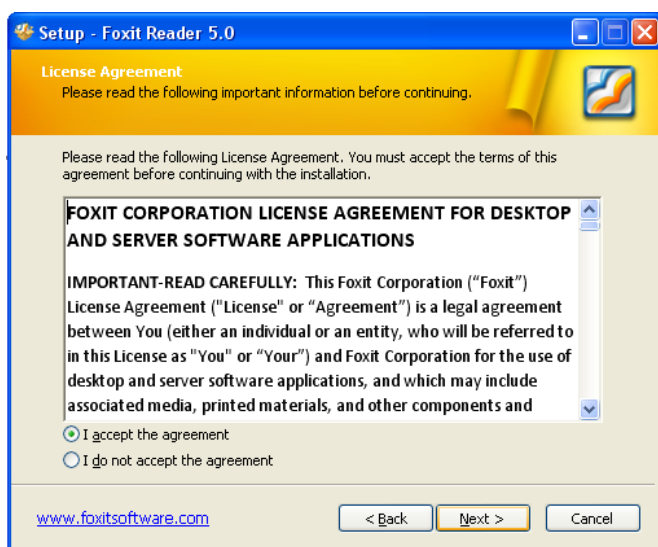 Setup - Foxit Reader 5.0
License Agreement
Please read the following important information before continuing.
Please read the following License Agreement. You must accept the terms of this
agreement before continuing with the installation.
FOXIT CORPORATION LICENSE AGREEMENT FOR DESKTOP
AND SERVER SOFTWARE APPLICATIONS
IMPORTANT-READ CAREFULLY: This Foxit Corporation (“Foxit”)
License Agreement ("License" or “Agreement”) is a legal agreement
between You (either an individual or an entity, who will be referred to
in this License as "You" or “Your”) and Foxit Corporation for the use of
desktop and server software applications, and which may include
associated media, printed materials, and other components and
I accept the agreement
I do not accept the agreement
www.foxitsoftware.com < Back Next > Cancel